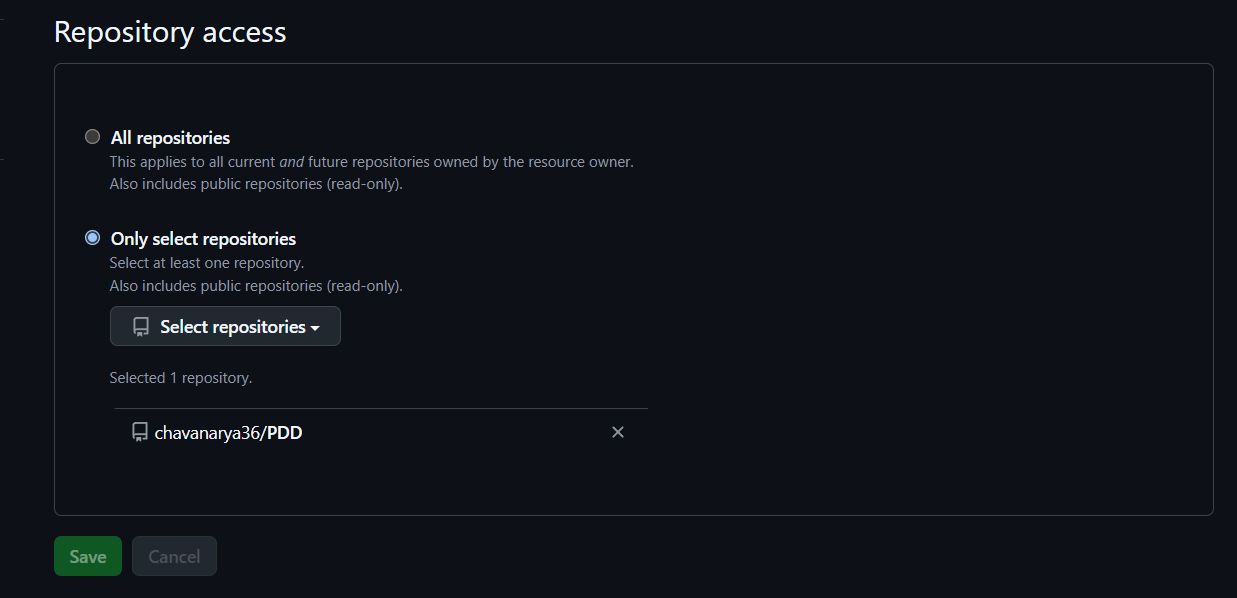 Repository access
All repositories
This applies to all current and future repositories owned by the resource owner.
Also includes public repositories (read-only).
Only select repositories
Select at least one repository.
Also includes public repositories (read-only).
Select repositories
Selected 1 repository.
chavanarya36/PDD
Save
Cancel